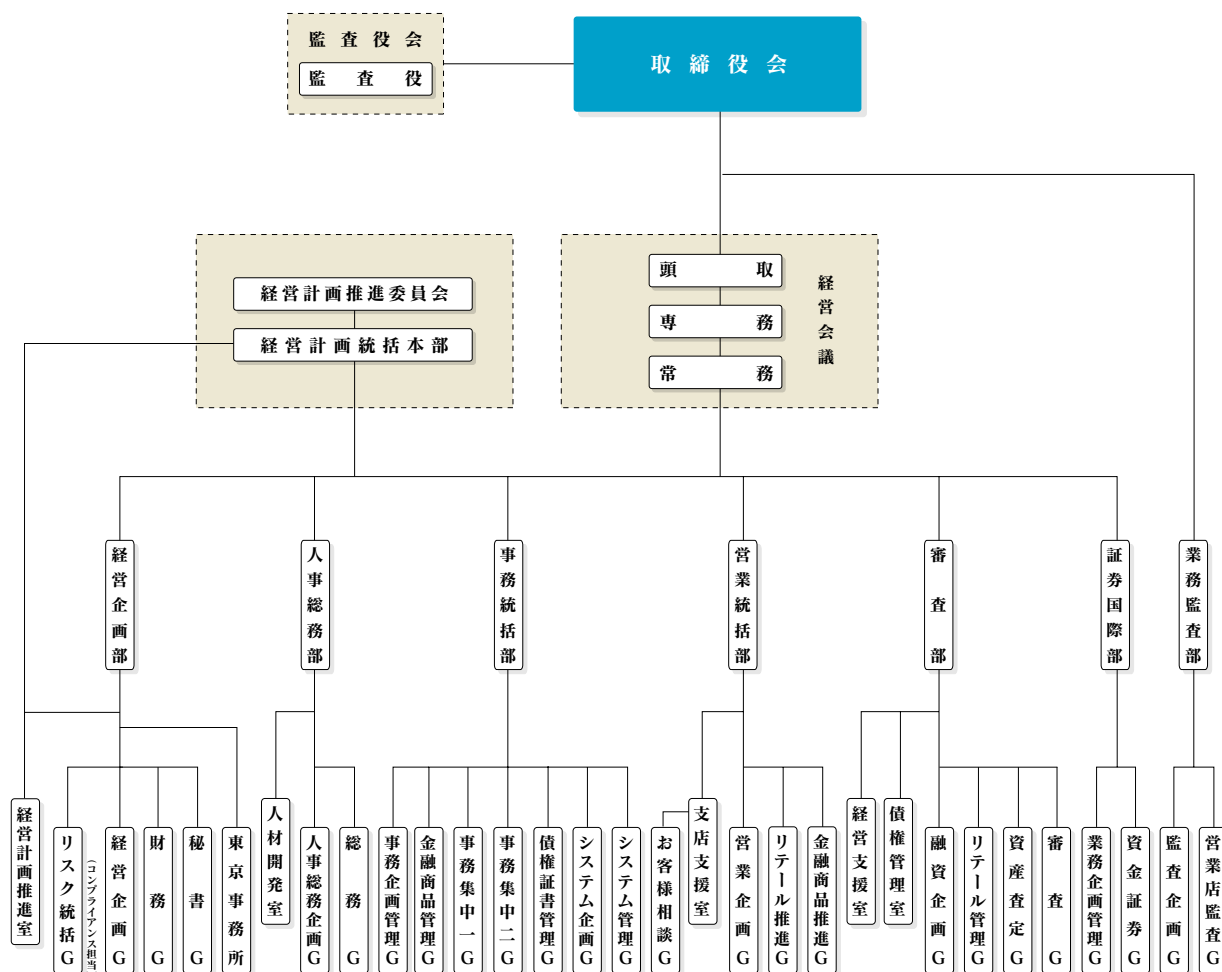 監査役会
監査役
取締役会
経営計画推進委員会
経営計画統括本部
頭取
専務
常務
経営会議
経営企画部
人事総務部
事務統括部
営業統括部
審査部
証券国際部
業務監査部
経営計画推進室
リスク統括G
(コンプライアンス担当
経営企画G
財務G
秘書G
東京事務所
人材開発室
人事総務企画G
総務G
事務企画管理G
金融商品管理G
事務集中一G
事務集中二G
債権証書管理G
システム企画G
システム管理G
お客様相談G
支店支援室
営業企画G
リテール推進G
金融商品推進G
経営支援室
債権管理室
融資企画G
リテール管理G
資産査定G
審査G
業務企画管理G
資金証券G
監査企画G
営業店監査G